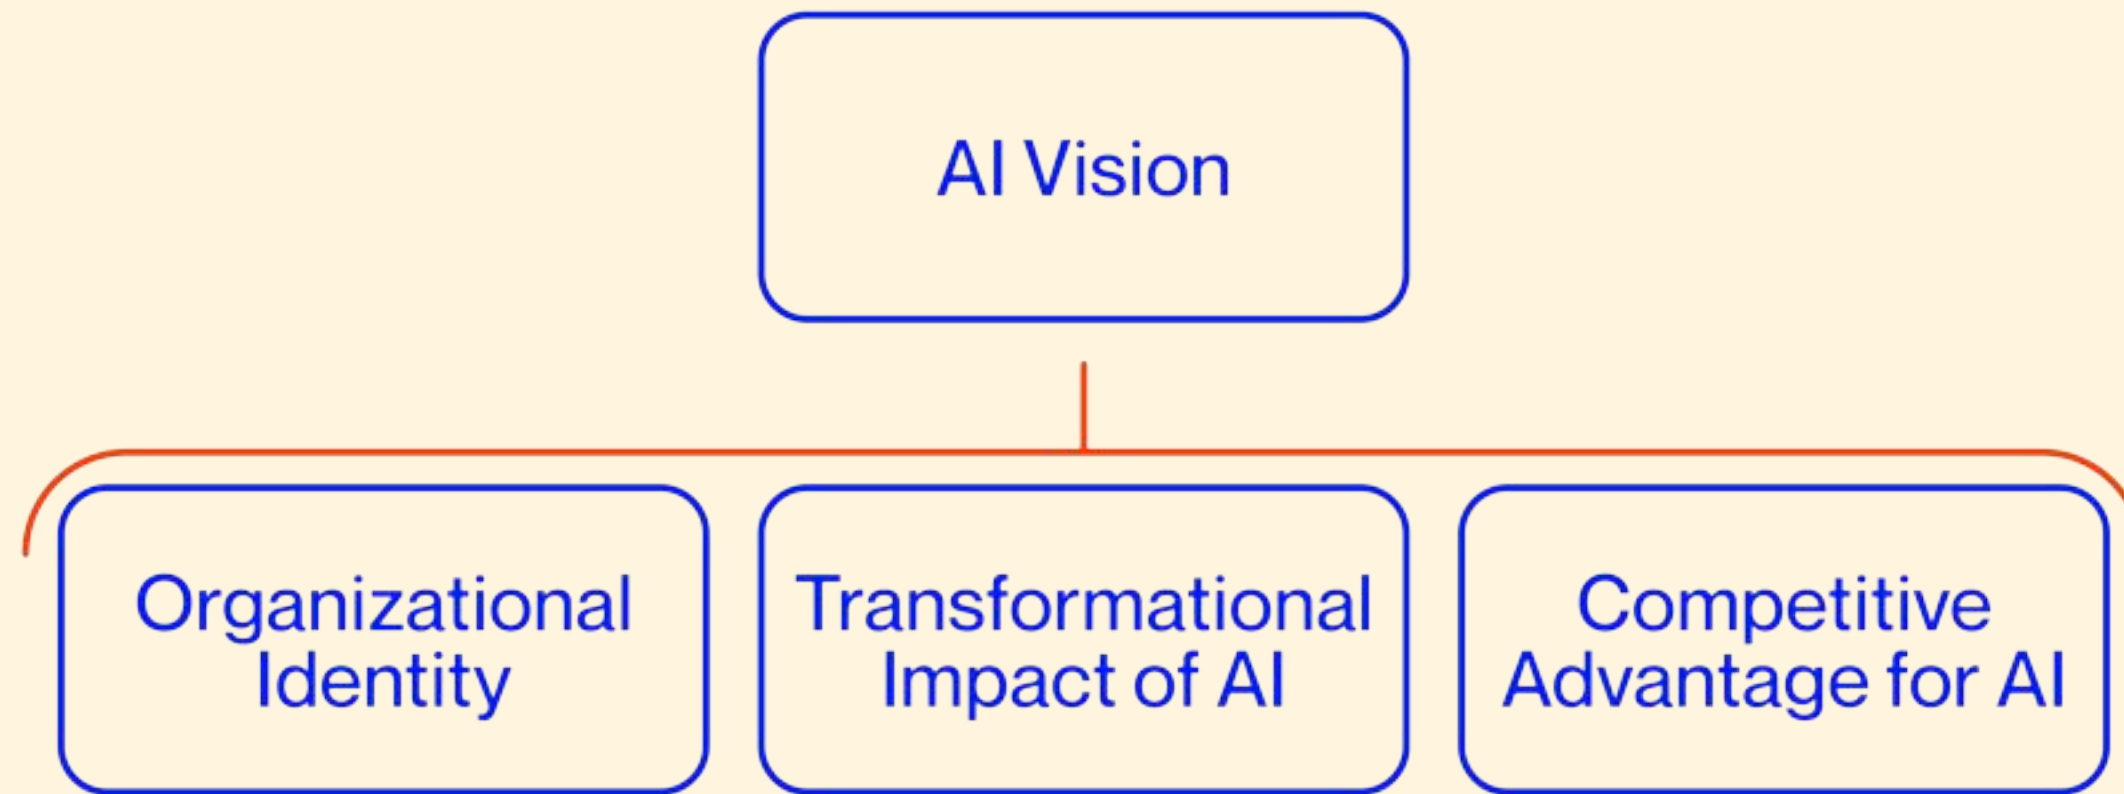 AI Vision
Organizational
Identity
Transformational
Impact of AI
Competitive
Advantage for AI